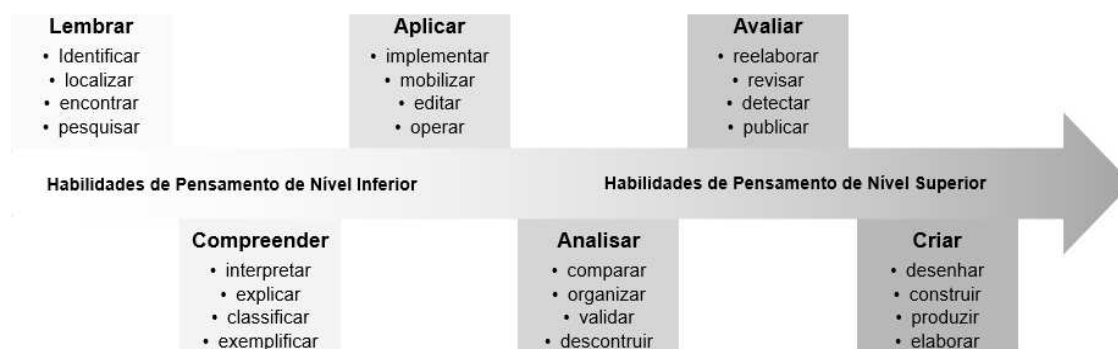 Lembrar
• Identificar
• localizar
• encontrar
• pesquisar
Aplicar
• implementar
• mobilizar
• editar
• operar
Avaliar
• reelaborar
• revisar
• detectar
• publicar
Habilidades de Pensamento de Nível Inferior
Habilidades de Pensamento de Nível Superior
Compreender
• interpretar
• explicar
• classificar
• exemplificar
Analisar
• comparar
• organizar
• validar
• descontruir
Criar
• desenhar
• construir
• produzir
• elaborar